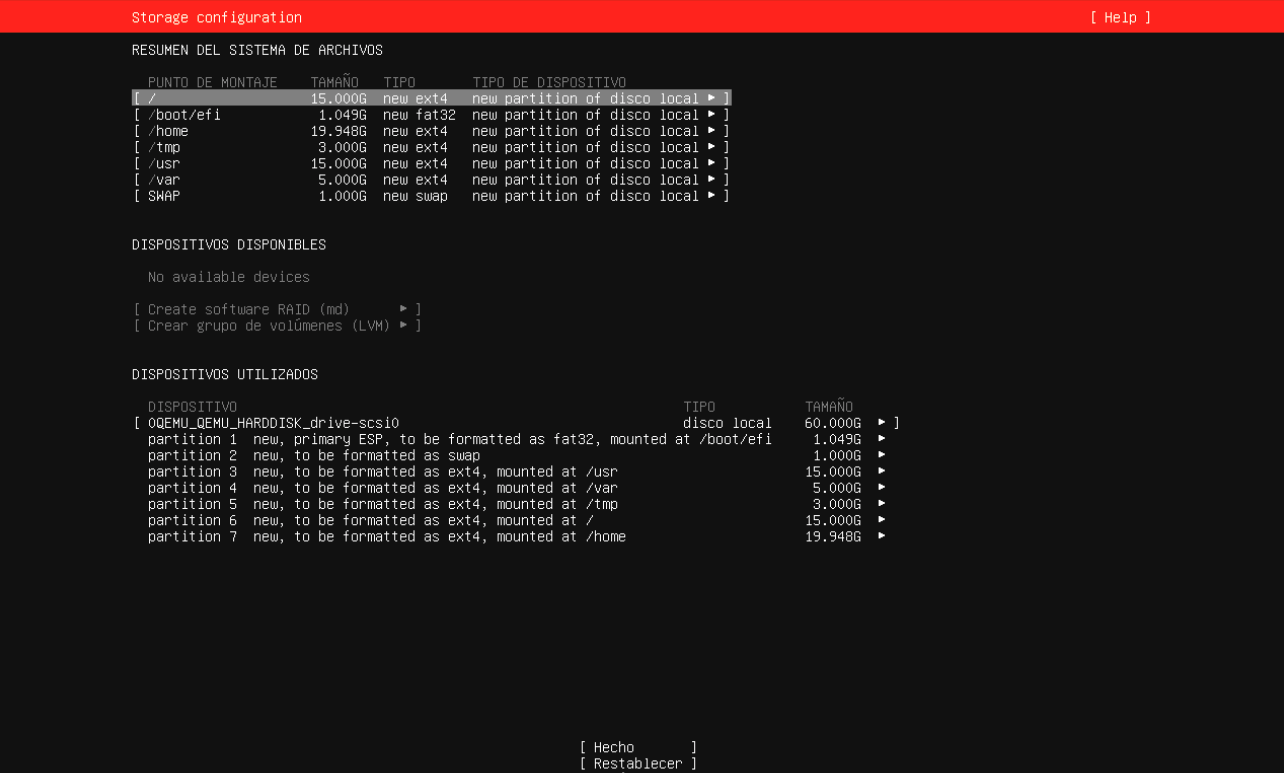 Storage configuration [ Help ]
RESUMEN DEL SISTEMA DE ARCHIVOS
PUNTO DE MONTAJE TAMAÑO TIPO TIPO DE DISPOSITIVO
[ / 15.000G new ext4 new partition of disco local ▸ ]
[ /boot/efi 1.049G new fat32 new partition of disco local ▸ ]
[ /home 19.948G new ext4 new partition of disco local ▸ ]
[ /tmp 3.000G new ext4 new partition of disco local ▸ ]
[ /usr 15.000G new ext4 new partition of disco local ▸ ]
[ /var 5.000G new ext4 new partition of disco local ▸ ]
[ SWAP 1.000G new swap new partition of disco local ▸ ]
DISPOSITIVOS DISPONIBLES
No available devices
[ Create software RAID (md) ▸ ]
[ Crear grupo de volúmenes (LVM) ▸ ]
DISPOSITIVOS UTILIZADOS
DISPOSITIVO TIPO TAMAÑO
[ 0QEMU_QEMU_HARDDISK_drive-scsi0 disco local 60.000G ▸ ]
partition 1 new, primary ESP, to be formatted as fat32, mounted at /boot/efi 1.049G ▸
partition 2 new, to be formatted as swap 1.000G ▸
partition 3 new, to be formatted as ext4, mounted at /usr 15.000G ▸
partition 4 new, to be formatted as ext4, mounted at /var 5.000G ▸
partition 5 new, to be formatted as ext4, mounted at /tmp 3.000G ▸
partition 6 new, to be formatted as ext4, mounted at / 15.000G ▸
partition 7 new, to be formatted as ext4, mounted at /home 19.948G ▸
[ Hecho ]
[ Restablecer ]